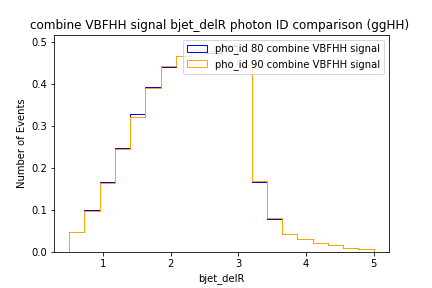 combine VBFHH signal bjet_delR photon ID comparison (ggHH)
pho_id 80 combine VBFHH signal
pho_id 90 combine VBFHH signal
Number of Events
0.5
0.4
0.3
0.2
0.1
0.0
1
2
3
4
5
bjet_delR